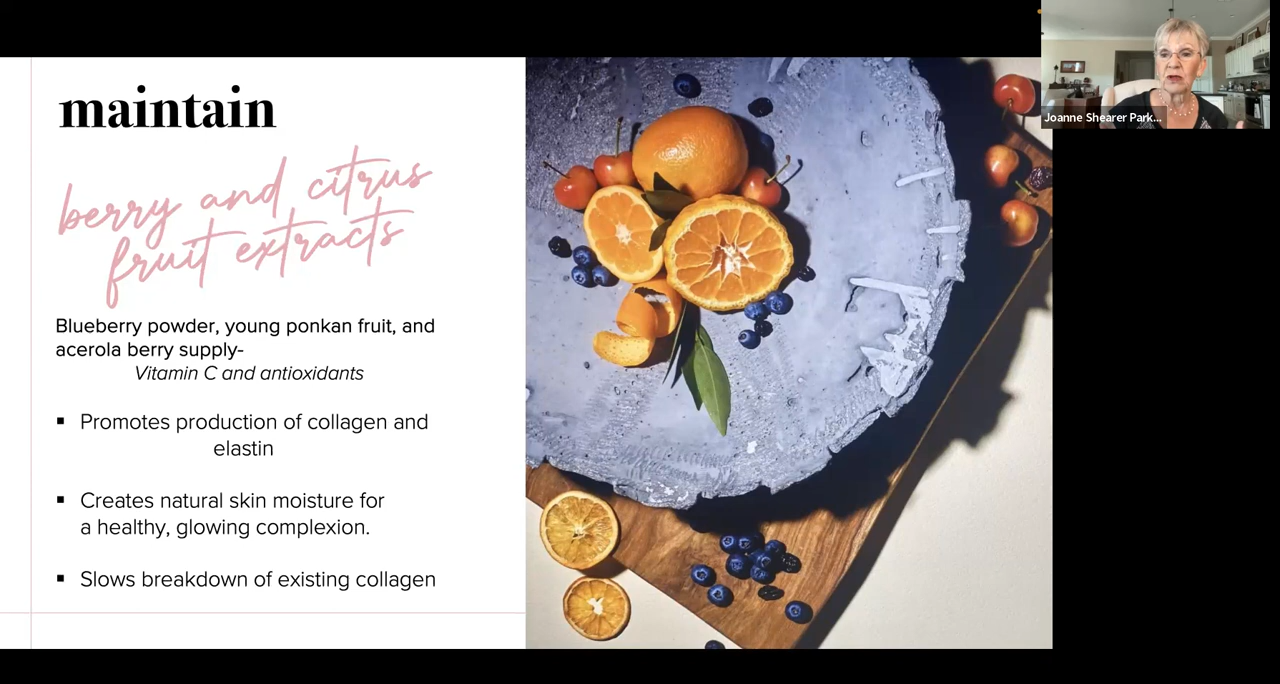 maintain
berry and citrus
fruit extracts
Blueberry powder, young ponkan fruit, and
acerola berry supply-
Vitamin C and antioxidants
▪ Promotes production of collagen and
elastin
▪ Creates natural skin moisture for
a healthy, glowing complexion.
▪ Slows breakdown of existing collagen
Joanne Shearer Park...